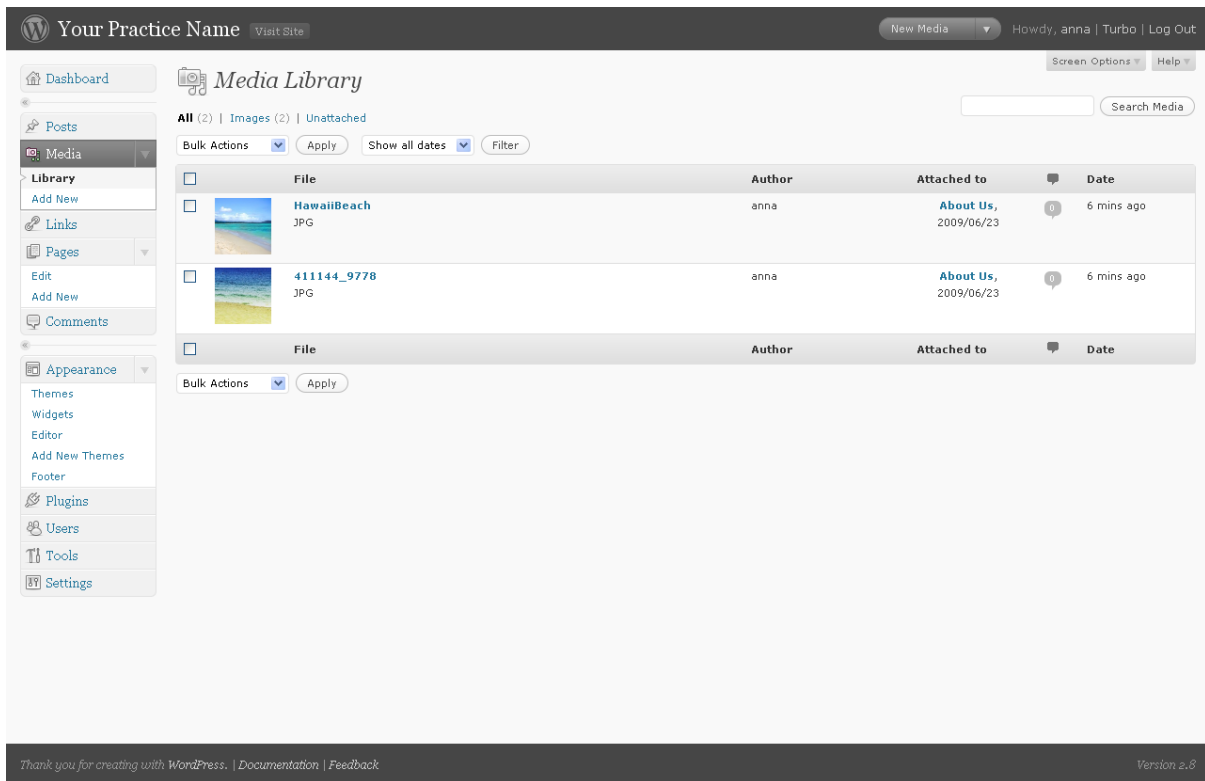 Your Practice Name Visit Site New Media Howdy, anna | Turbo | Log Out
Screen Options Help
Dashboard
Posts
Media
Library
Add New
Links
Pages
Edit
Add New
Comments
Appearance
Themes
Widgets
Editor
Add New Themes
Footer
Plugins
Users
Tools
Settings
Media Library
Search Media
All (2) | Images (2) | Unattached
Bulk Actions Apply Show all dates Filter
File Author Attached to Date
HawaiiBeach anna About Us, 0 6 mins ago
JPG 2009/06/23
411144_9778 anna About Us, 0 6 mins ago
JPG 2009/06/23
File Author Attached to Date
Bulk Actions Apply
Thank you for creating with WordPress. | Documentation | Feedback Version 2.8